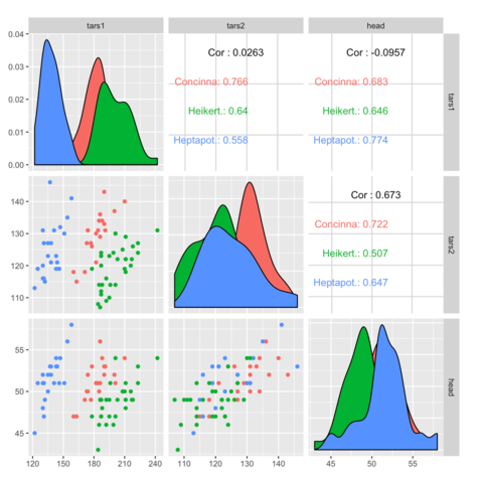 tars1 tars2 head
0.04
Cor : 0.0263 Cor : -0.0957
0.03
Concinna: 0.766 Concinna: 0.683
0.02
Heikert.: 0.64 Heikert.: 0.646
tars1
0.01
Heptapot.: 0.558 Heptapot.: 0.774
0.00
140
Cor : 0.673
130
Concinna: 0.722
tars2
120
Heikert.: 0.507
110
Heptapot.: 0.647
55
50
head
45
120 150 180 210 240 110 120 130 140 45 50 55